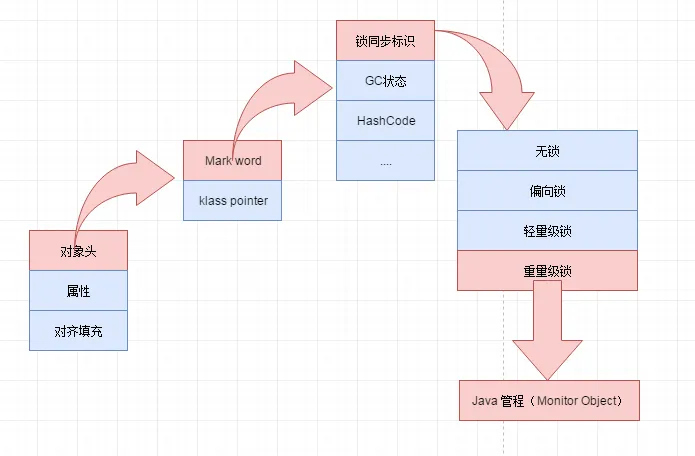 锁同步标识
GC状态
HashCode
....
Mark word
klass pointer
对象头
属性
对齐填充
无锁
偏向锁
轻量级锁
重量级锁
Java 管程（Monitor Object）